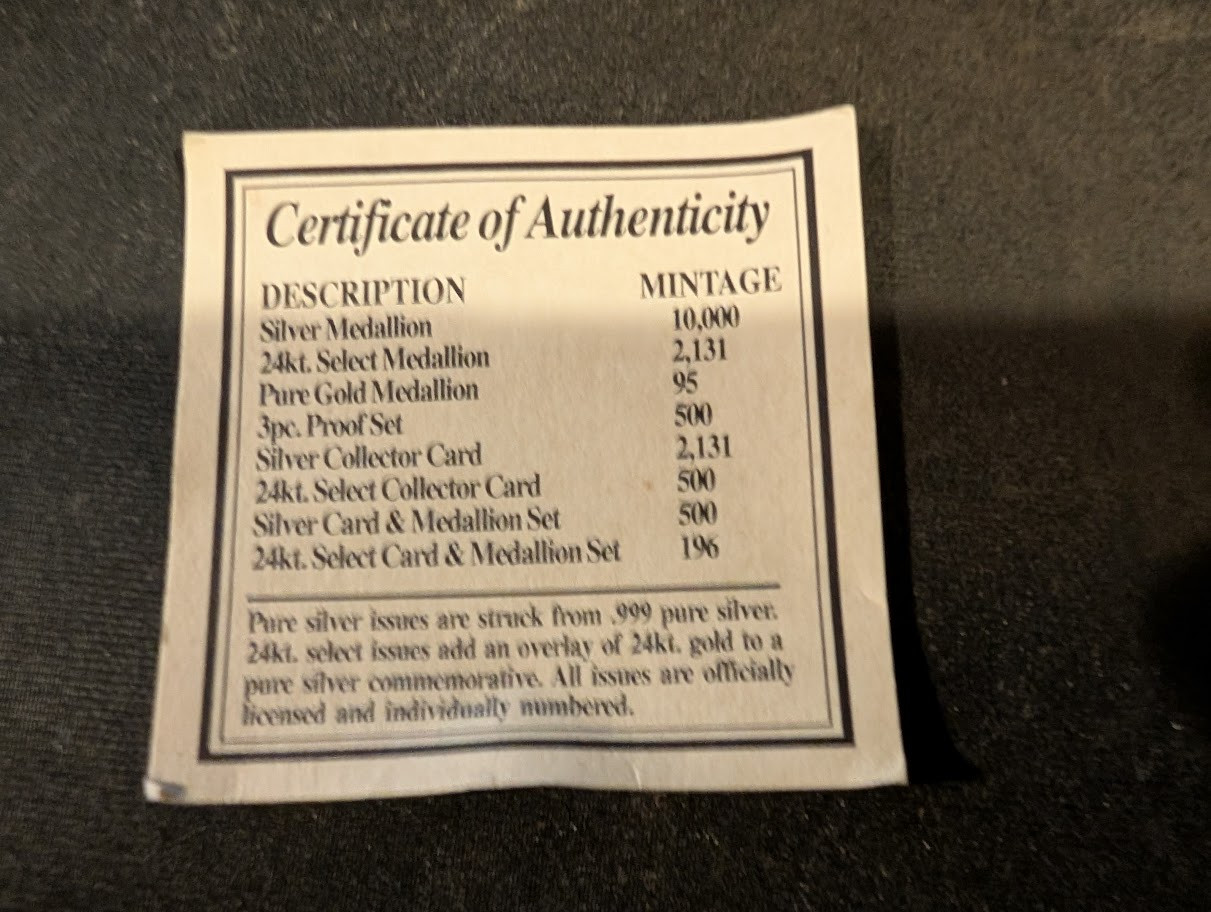 Certificate of Authenticity
DESCRIPTION MINTAGE
Silver Medallion 10,000
24kt. Select Medallion 2,131
Pure Gold Medallion 95
3pc. Proof Set 500
Silver Collector Card 2,131
24kt. Select Collector Card 500
Silver Card & Medallion Set 500
24kt. Select Card & Medallion Set 196
Pure silver issues are struck from .999 pure silver.
24kt. select issues add an overlay of 24kt. gold to a
pure silver commemorative. All issues are officially
licensed and individually numbered.